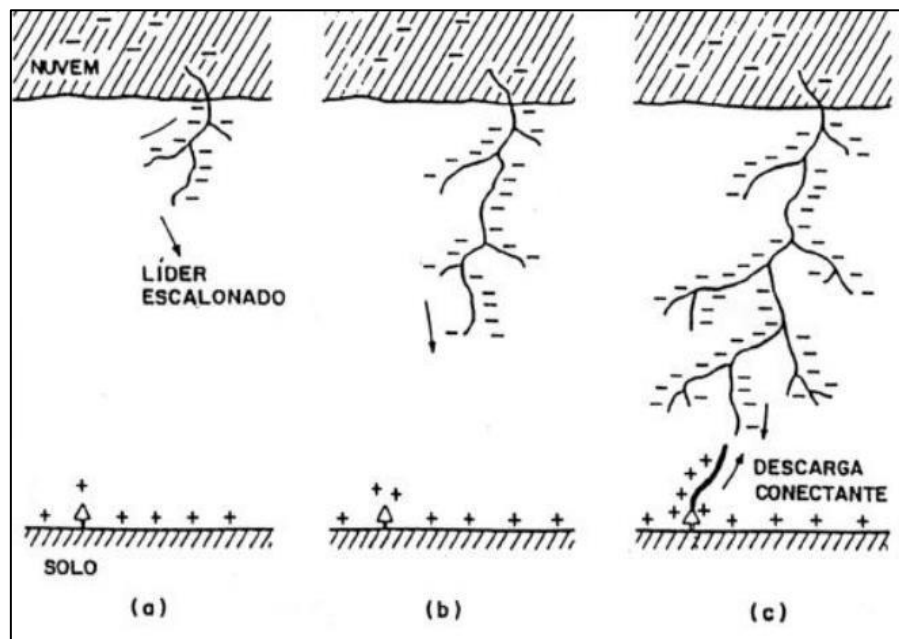 NUVEM
LÍDER
ESCALONADO
DESCARGA
CONECTANTE
SOLO
(a)
(b)
(c)